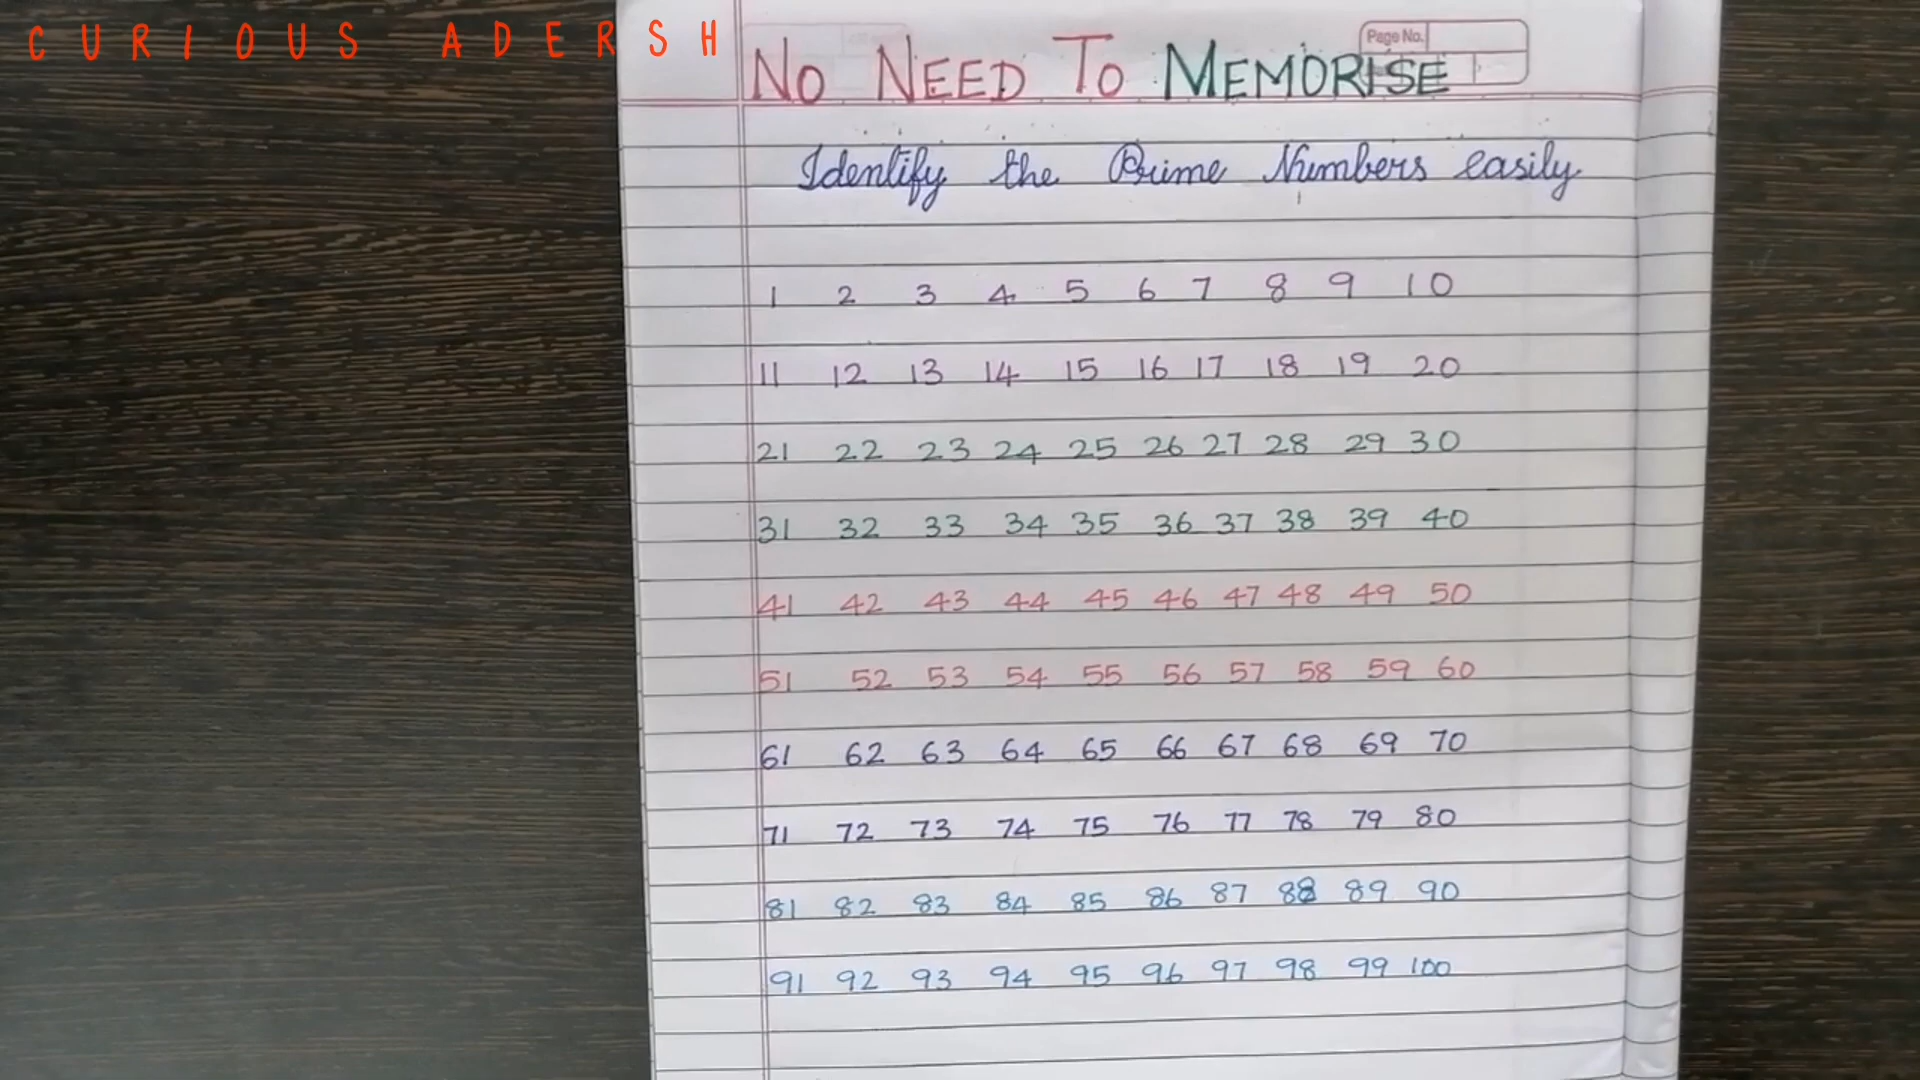 CURIOUS ADERSH
Page No.
NO NEED TO MEMORISE
Identify the Prime Numbers easily
1 2 3 4 5 6 7 8 9 10
11 12 13 14 15 16 17 18 19 20
21 22 23 24 25 26 27 28 29 30
31 32 33 34 35 36 37 38 39 40
41 42 43 44 45 46 47 48 49 50
51 52 53 54 55 56 57 58 59 60
61 62 63 64 65 66 67 68 69 70
71 72 73 74 75 76 77 78 79 80
81 82 83 84 85 86 87 88 89 90
91 92 93 94 95 96 97 98 99 100